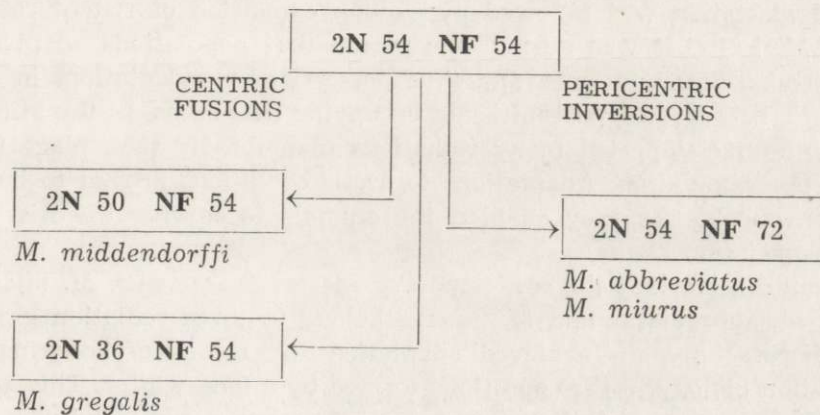 2N 54 NF 54
CENTRIC
FUSIONS
PERICENTRIC
INVERSIONS
2N 50 NF 54
M. middendorffi
2N 54 NF 72
M. abbreviatus
M. miurus
2N 36 NF 54
M. gregalis